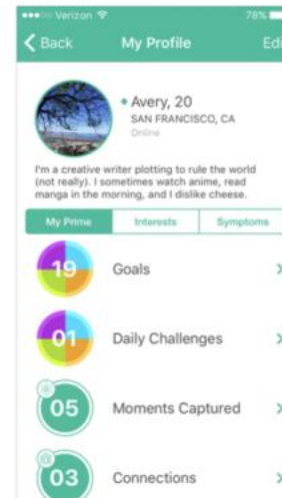 Verizon 78%
Back My Profile Edi
Avery, 20
SAN FRANCISCO, CA
Online
I'm a creative writer plotting to rule the world
(not really). I sometimes watch anime, read
manga in the morning, and I dislike cheese.
My Prime Interests Symptoms
19 Goals
01 Daily Challenges
05 Moments Captured
03 Connections